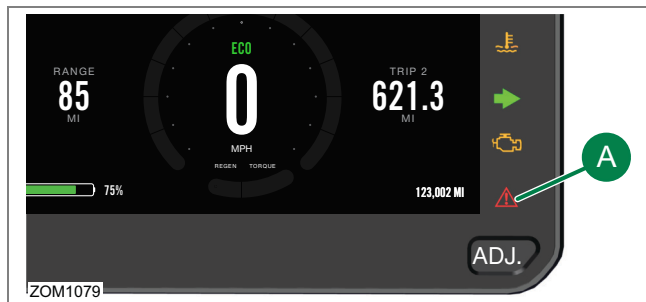 ECO
RANGE
85
MI
0
MPH
REGEN TORQUE
TRIP 2
621.3
MI
75%
123,002 MI
A
ADJ.
ZOM1079